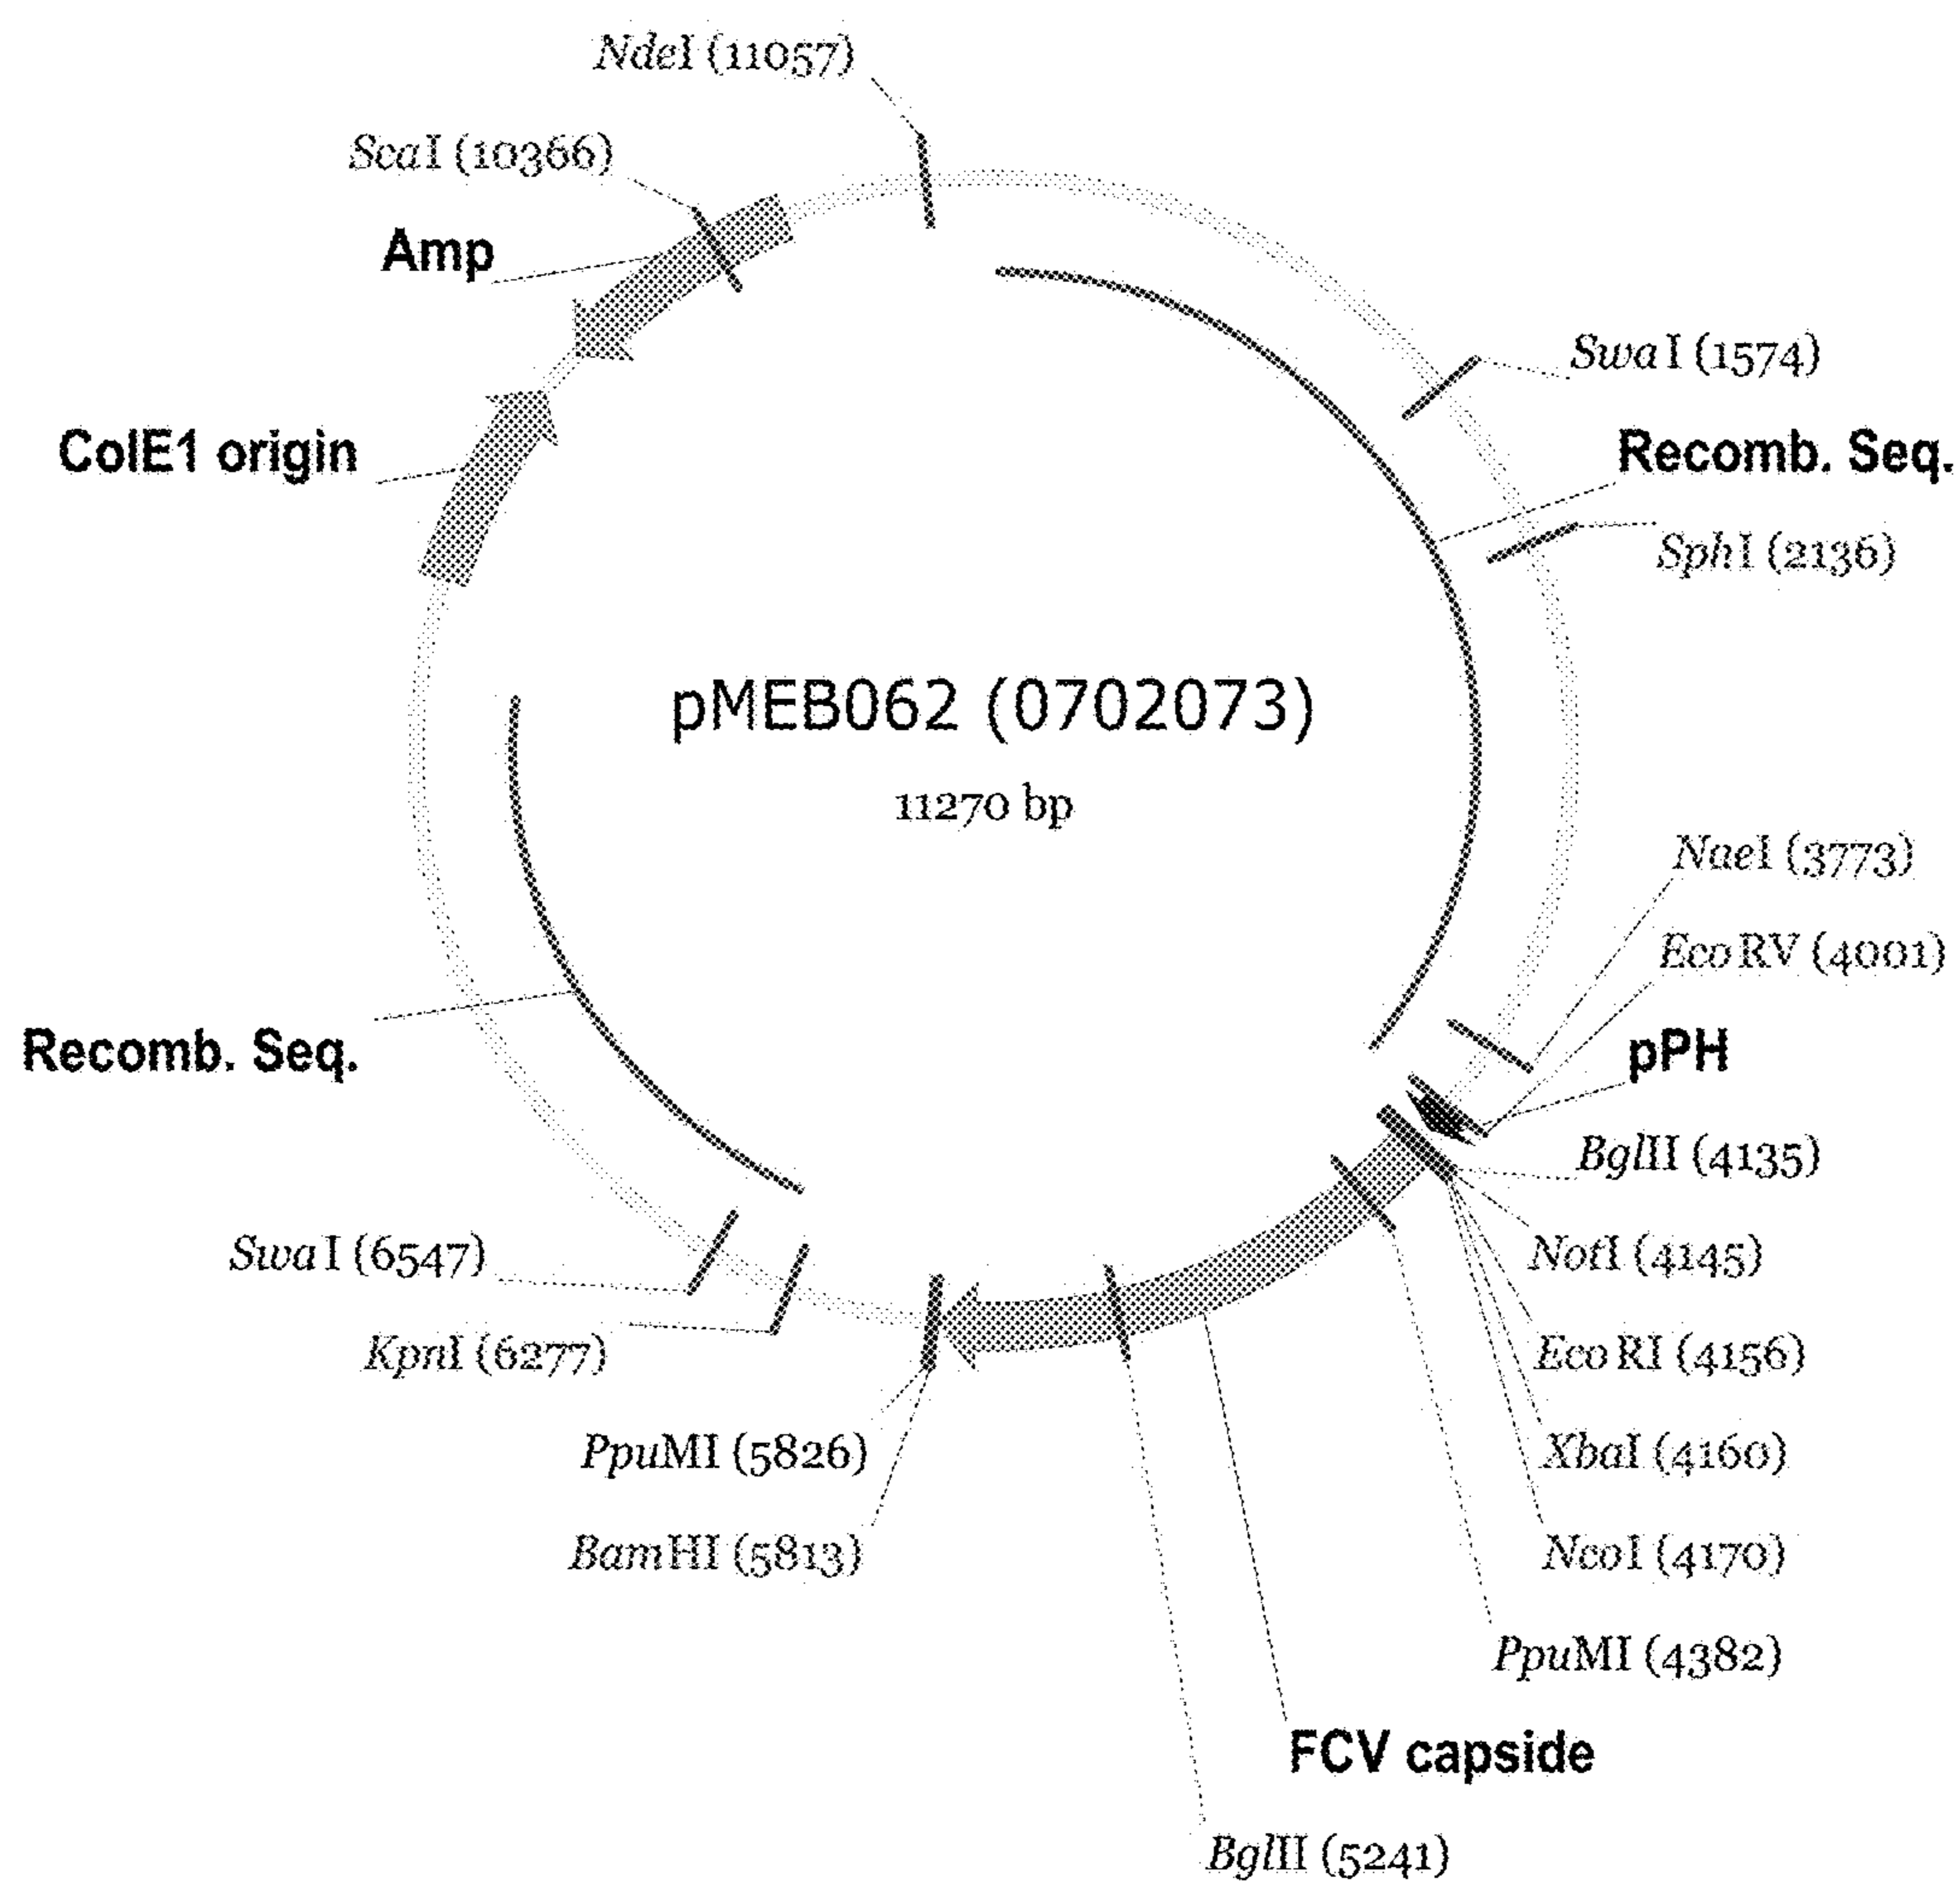 NdeI (11057)
ScaI (10366)
Amp
SwaI (1574)
ColE1 origin
Recomb. Seq.
SphI (2136)
pMEB062 (0702073)
11270 bp
NaeI (3773)
EcoRV (4001)
Recomb. Seq.
pPH
BglII (4135)
SwaI (6547)
NotI (4145)
KpnI (6277)
EcoRI (4156)
PpuMI (5826)
XbaI (4160)
BamHI (5813)
NcoI (4170)
PpuMI (4382)
FCV capside
BglII (5241)